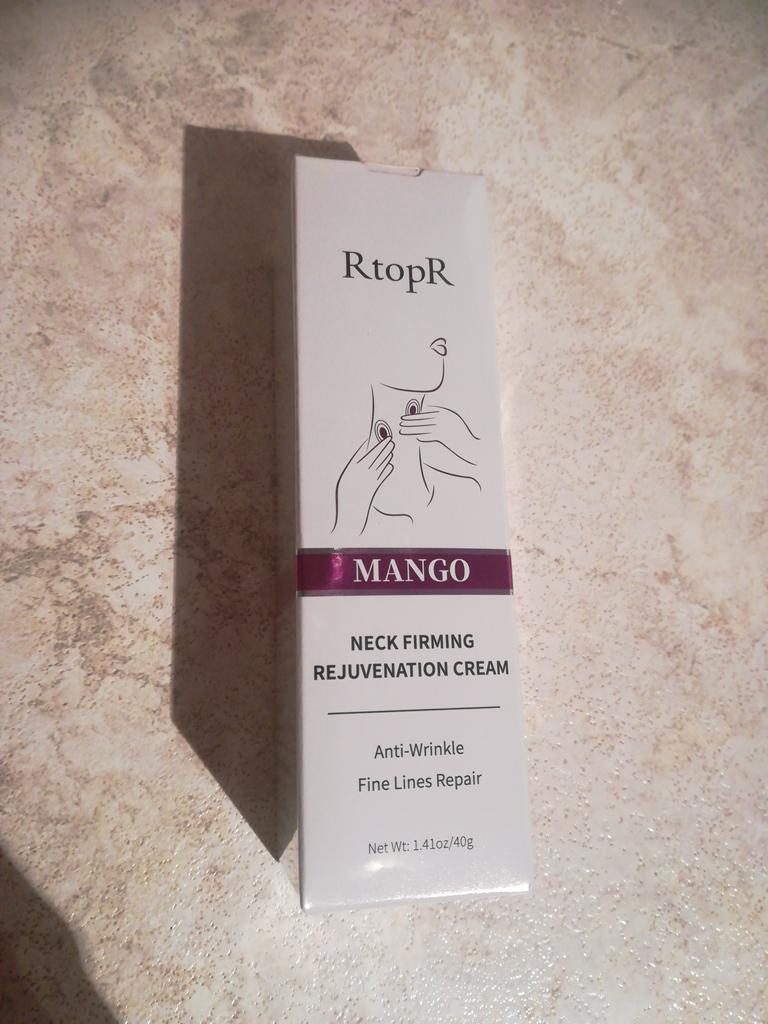 RtopR
MANGO
NECK FIRMING
REJUVENATION CREAM
Anti-Wrinkle
Fine Lines Repair
Net Wt: 1.41oz/40g